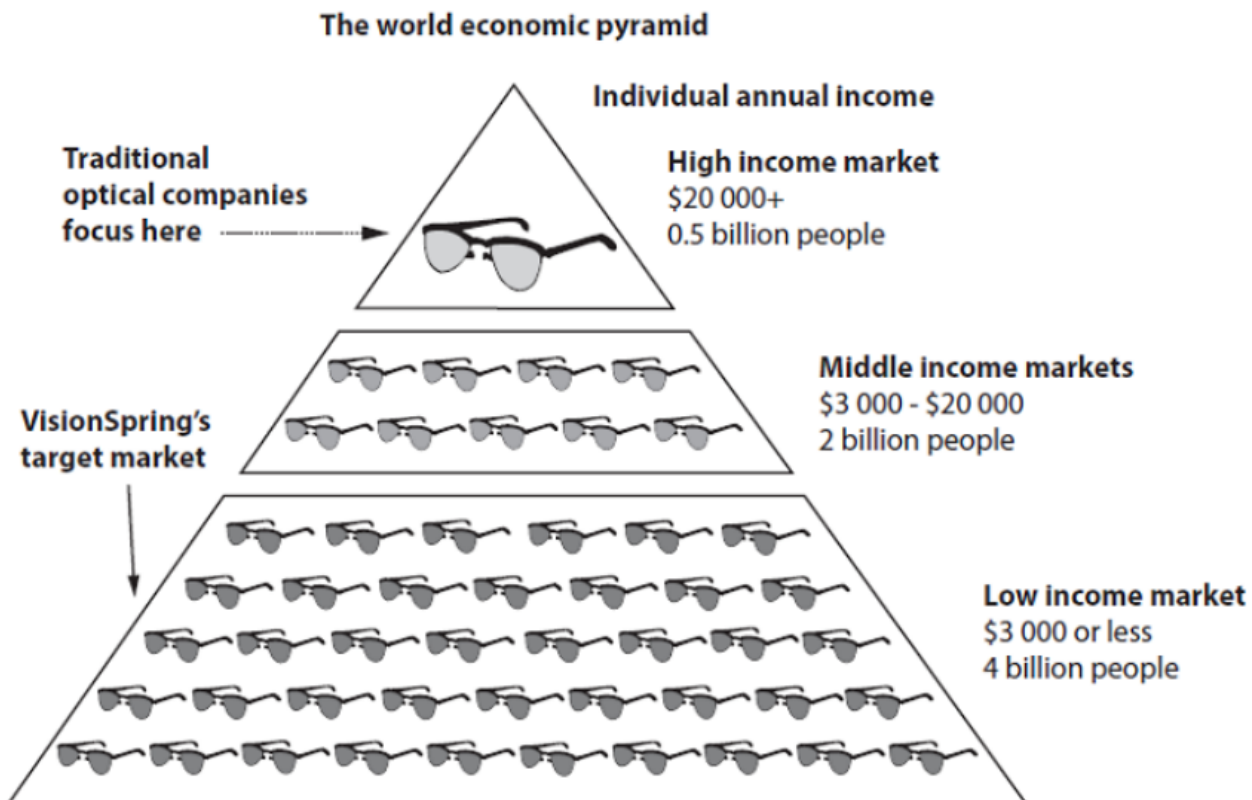 The world economic pyramid
Individual annual income
Traditional
optical companies
focus here
High income market
$20 000+
0.5 billion people
Middle income markets
$3 000 - $20 000
2 billion people
VisionSpring’s
target market
Low income market
$3 000 or less
4 billion people